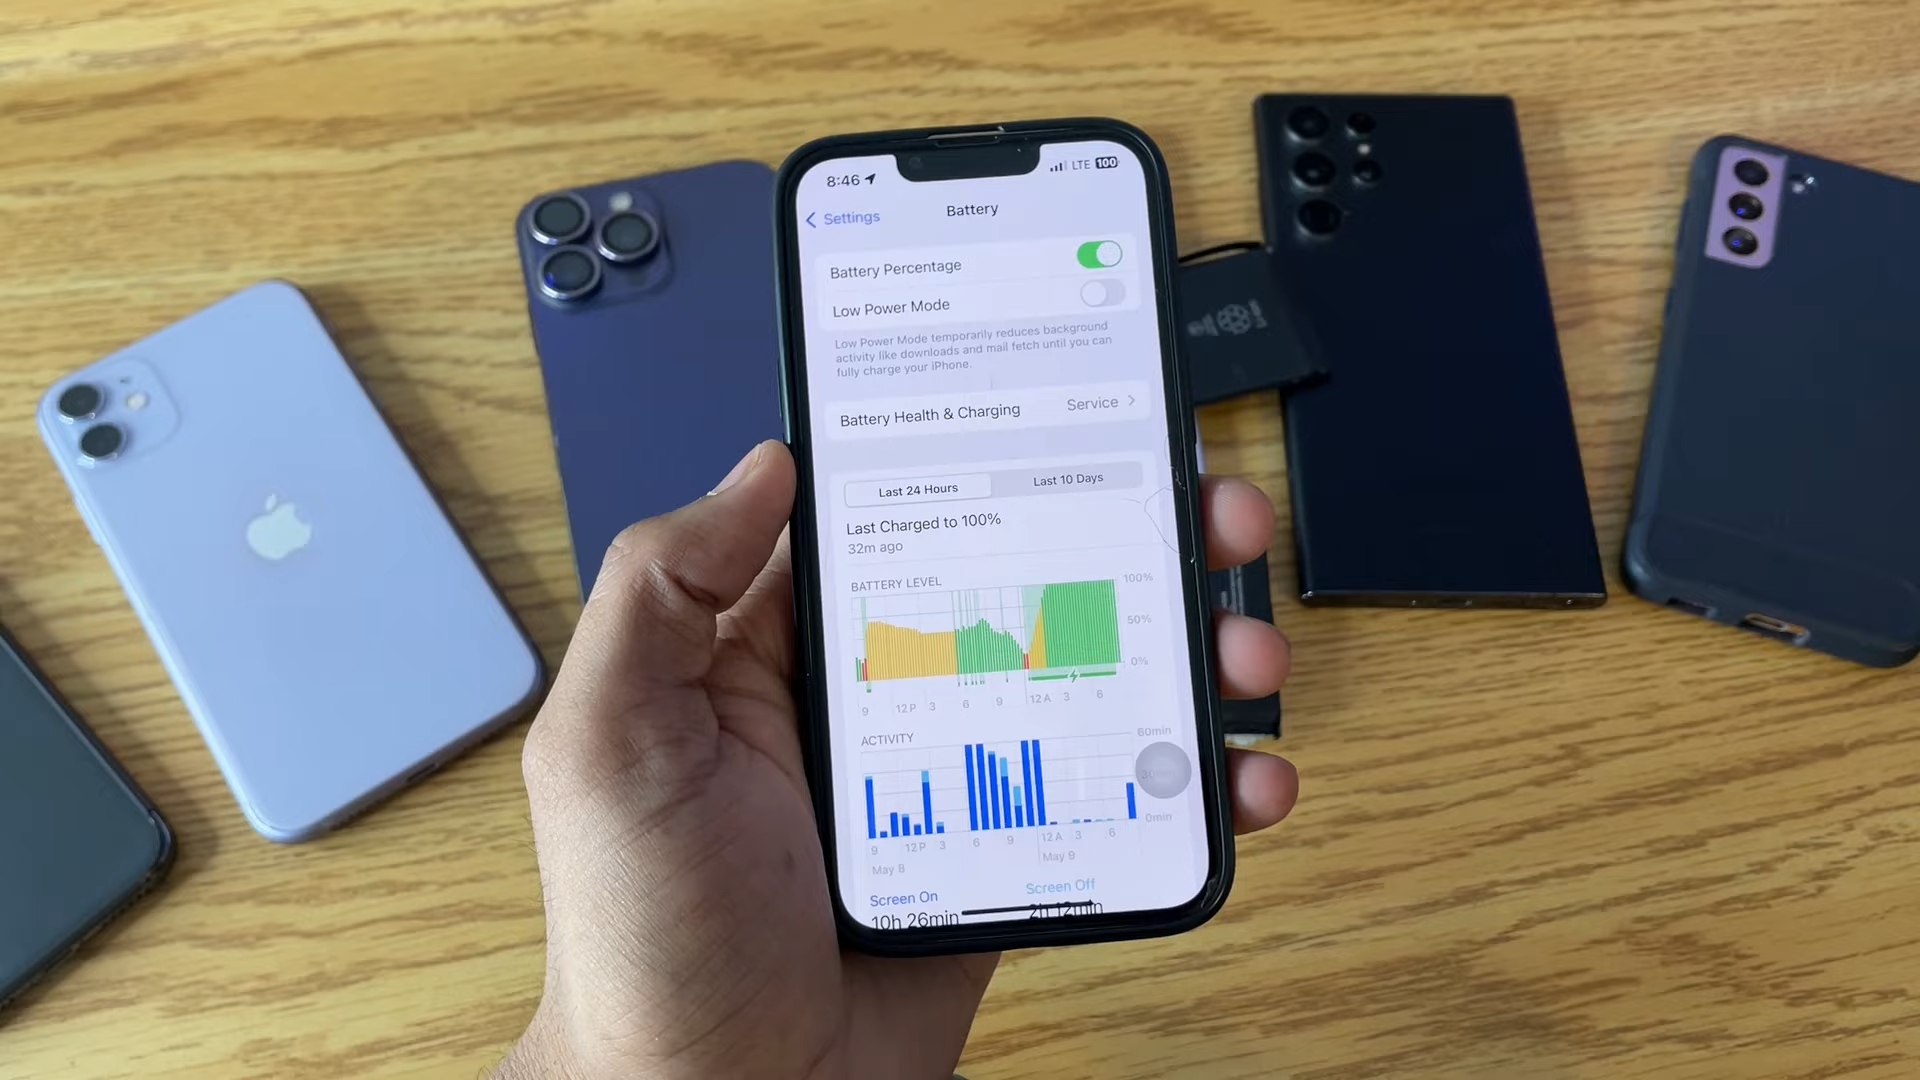 8:46 LTE 100
Settings
Battery
Battery Percentage
Low Power Mode
Low Power Mode temporarily reduces background
activity like downloads and mail fetch until you can
fully charge your iPhone.
Battery Health & Charging Service
Last 24 Hours Last 10 Days
Last Charged to 100%
32m ago
BATTERY LEVEL
100%
50%
0%
9 12 P 3 6 9 12 A 3 6
ACTIVITY
60min
30min
0min
9 12 P 3 6 9 12 A 3 6
May 8 May 9
Screen On Screen Off
10h 26min 2h 12min